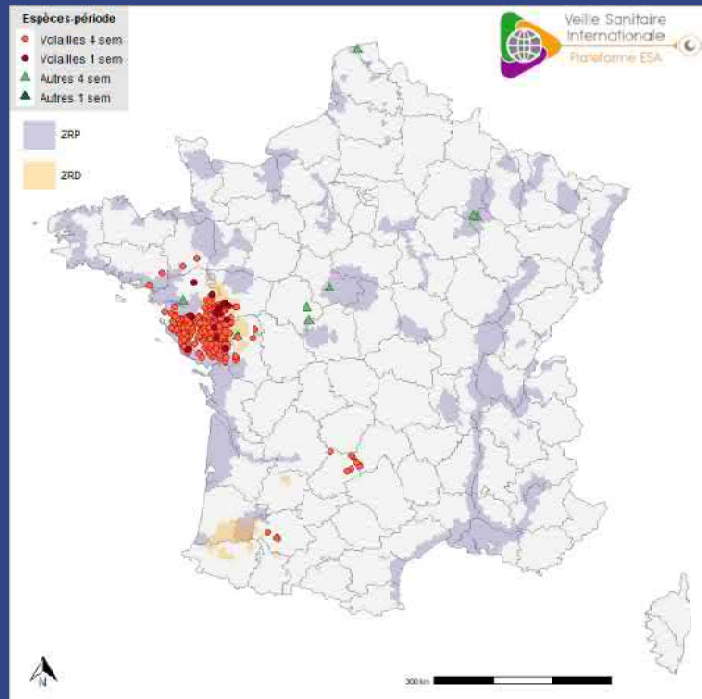 Espèces-période
Volailles 4 sem
Volailles 1 sem
Autres 4 sem
Autres 1 sem
ZRP
ZRD
Veille Sanitaire
Internationale
Plateforme ESA
N
300 km